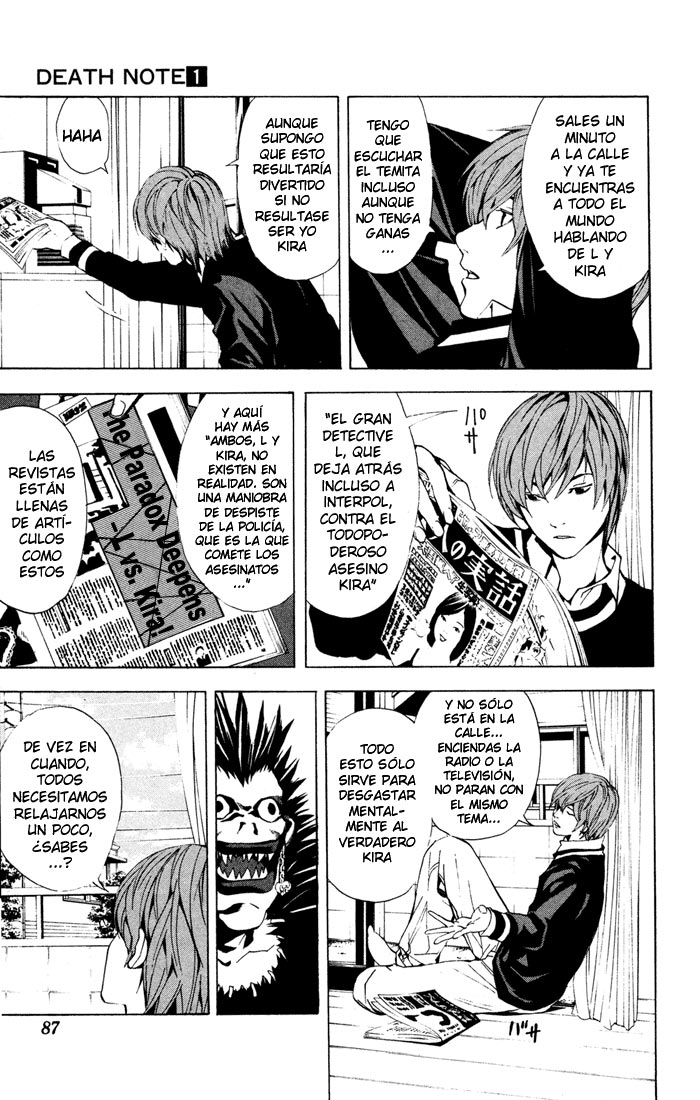 DEATH NOTE 1
SALES UN
MINUTO
A LA CALLE
Y YA TE
ENCUENTRAS
A TODO EL
MUNDO
HABLANDO
DE L Y
KIRA
TENGO
QUE
ESCUCHAR
EL TEMITA
INCLUSO
AUNQUE
NO TENGA
GANAS
...
AUNQUE
SUPONGO
QUE ESTO
RESULTARÍA
DIVERTIDO
SI NO
RESULTASE
SER YO
KIRA
HAHA
"EL GRAN
DETECTIVE
L, QUE
DEJA ATRÁS
INCLUSO A
INTERPOL,
CONTRA EL
TODOPO-
DEROSO
ASESINO
KIRA"
の実話
Y AQUÍ
HAY MÁS
"AMBOS, L Y
KIRA, NO
EXISTEN EN
REALIDAD. SON
UNA MANIOBRA
DE DESPISTE
DE LA POLICÍA,
QUE ES LA QUE
COMETE LOS
ASESINATOS
..."
The Paradox Deepens
-L vs. Kira!
LAS
REVISTAS
ESTÁN
LLENAS
DE ARTÍ-
CULOS
COMO
ESTOS
Y NO SÓLO
ESTÁ EN LA
CALLE...
ENCIENDAS LA
RADIO O LA
TELEVISIÓN,
NO PARAN CON
EL MISMO
TEMA...
TODO
ESTO SÓLO
SIRVE PARA
DESGASTAR
MENTAL-
MENTE AL
VERDADERO
KIRA
DE VEZ EN
CUANDO,
TODOS
NECESITAMOS
RELAJARNOS
UN POCO,
¿SABES
...?
87